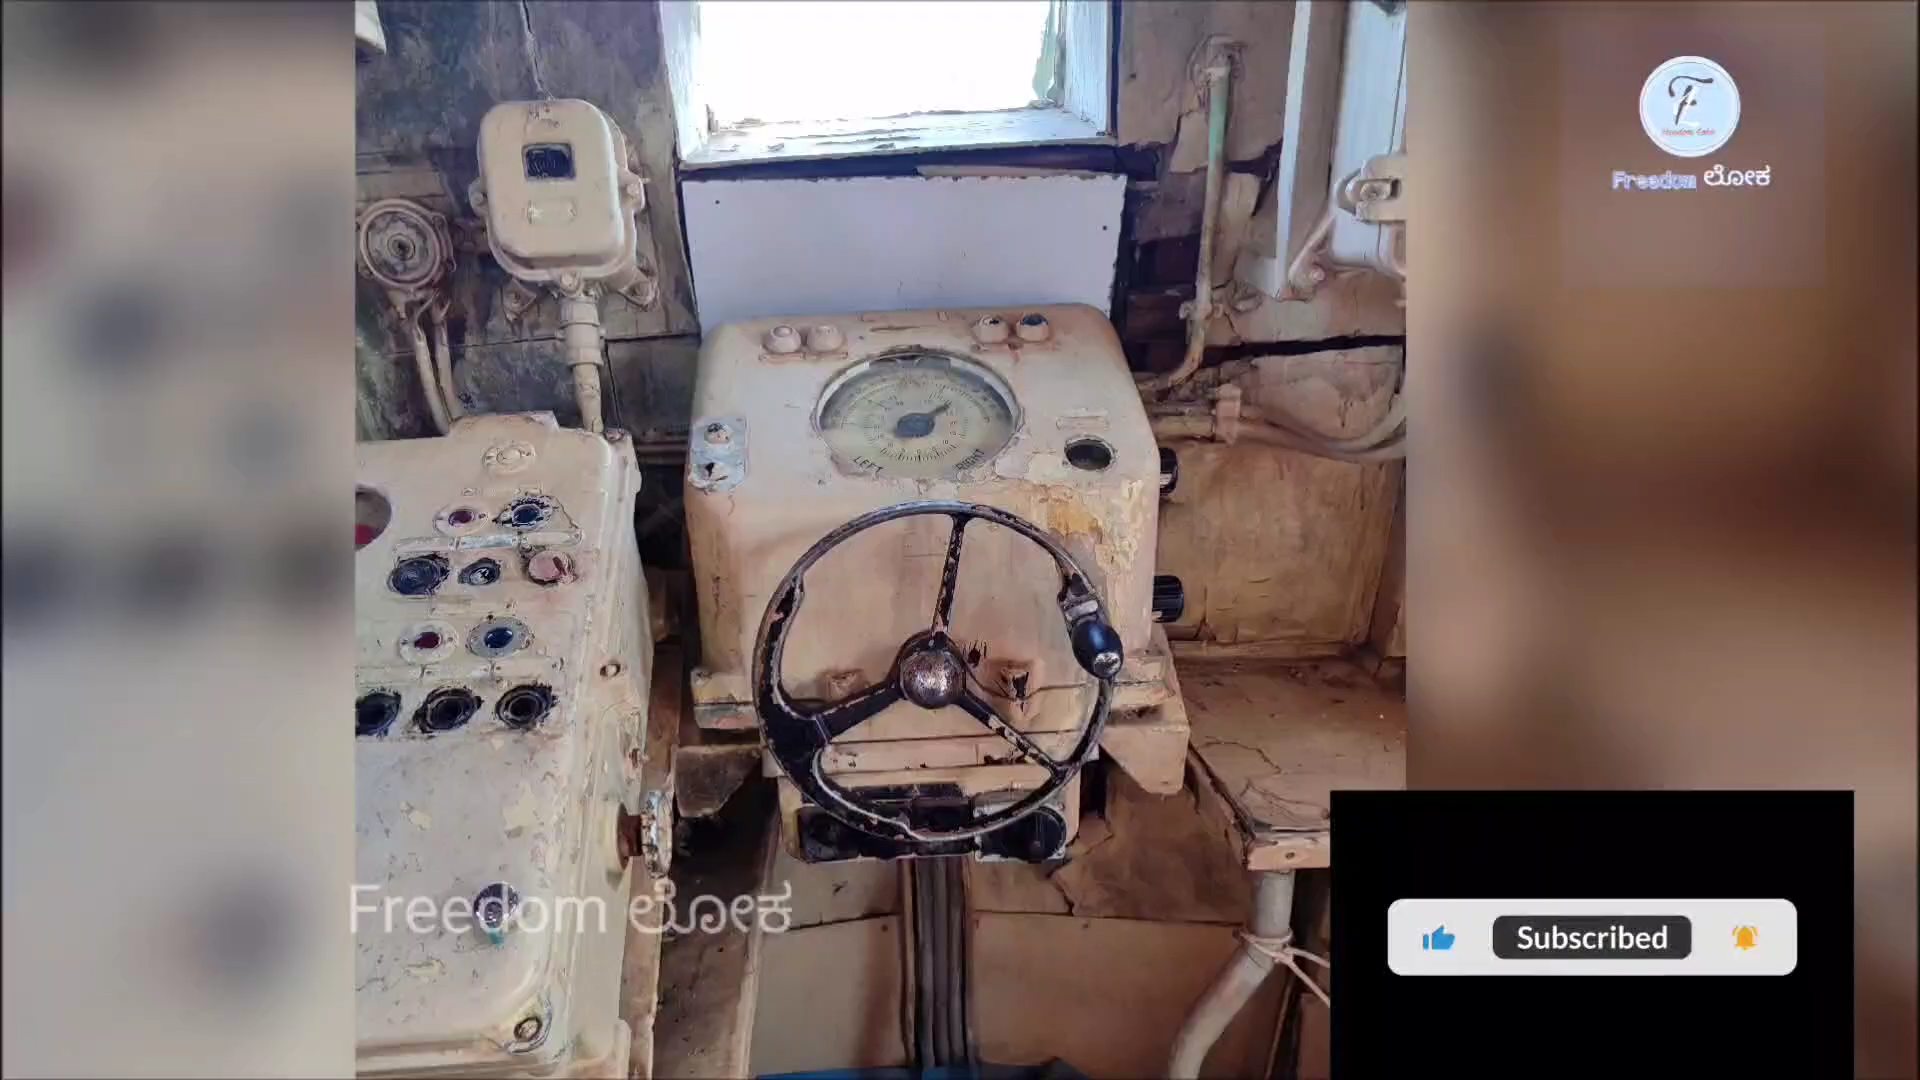 Freedom ಲೋಕ
LEFT
RIGHT
Freedom ಲೋಕ
Subscribed